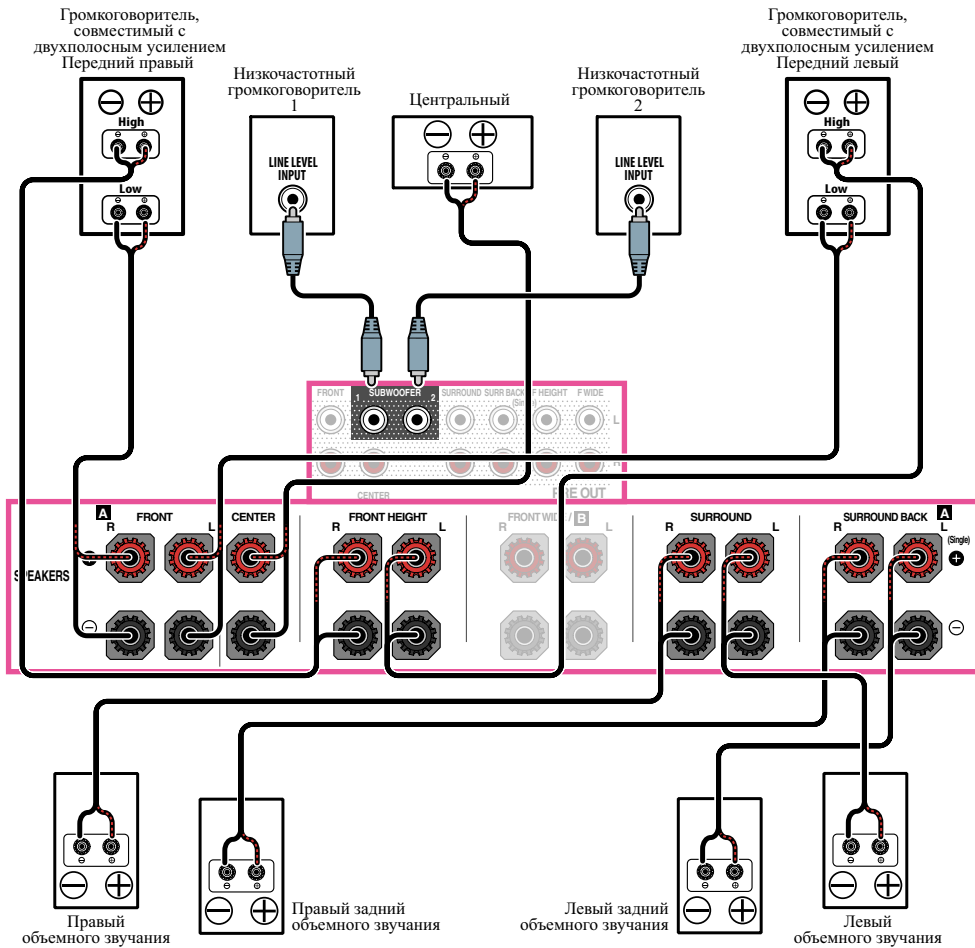 Громкоговоритель,
совместимый с
двухполосным усилением
Передний правый
Низкочастотный
громкоговоритель
1
Центральный
Низкочастотный
громкоговоритель
2
Громкоговоритель,
совместимый с
двухполосным усилением
Передний левый
High
Low
LINE LEVEL
INPUT
LINE LEVEL
INPUT
High
Low
FRONT SUBWOOFER SURROUND SURR BACK F HEIGHT F WIDE
1 2 (Single)
L
R
CENTER PRE OUT
A FRONT CENTER FRONT HEIGHT FRONT WIDE / B SURROUND SURROUND BACK A
R L R L R L R L R L
(Single)
SPEAKERS
Правый
объемного звучания
Правый задний
объемного звучания
Левый задний
объемного звучания
Левый
объемного звучания